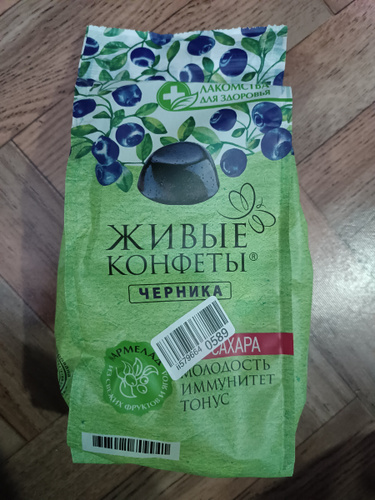 ЛАКОМСТВА
ДЛЯ ЗДОРОВЬЯ
ЖИВЫЕ
КОНФЕТЫ®
ЧЕРНИКА
0589
САХАРА
МОЛОДОСТЬ
ИММУНИТЕТ
ТОНУС